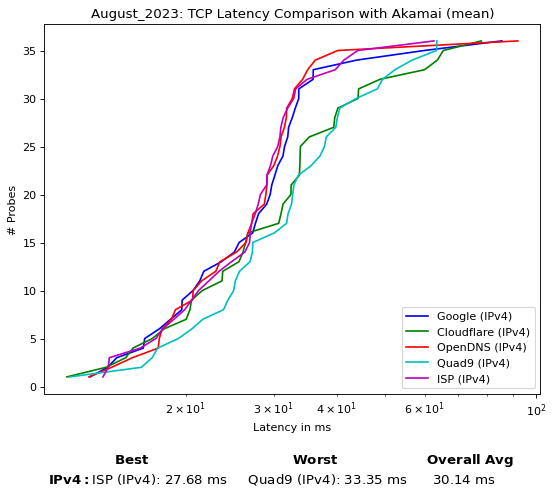 August_2023: TCP Latency Comparison with Akamai (mean)
35
30
25
20
15
10
5
0
# Probes
Google (IPv4)
Cloudflare (IPv4)
OpenDNS (IPv4)
Quad9 (IPv4)
ISP (IPv4)
2 × 10¹ 3 × 10¹ 4 × 10¹ 6 × 10¹ 10²
Latency in ms
Best Worst Overall Avg
IPv4: ISP (IPv4): 27.68 ms Quad9 (IPv4): 33.35 ms 30.14 ms